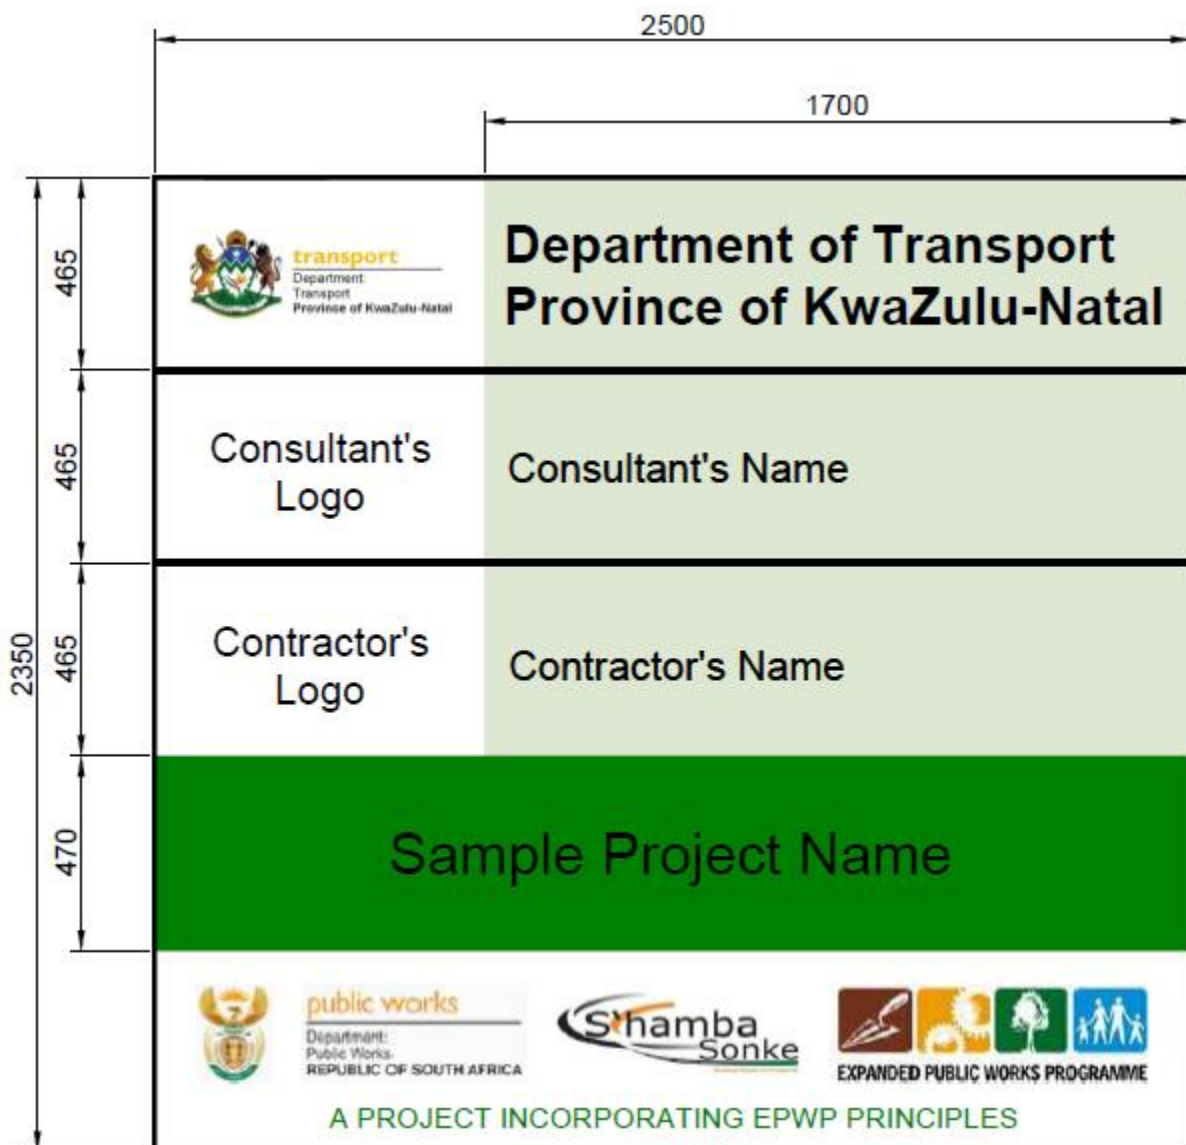 2500
1700
465
transport
Department:
Transport
Province of KwaZulu-Natal
Department of Transport
Province of KwaZulu-Natal
465
Consultant's
Logo
Consultant's Name
2350
465
Contractor's
Logo
Contractor's Name
470
Sample Project Name
public works
Department:
Public Works
REPUBLIC OF SOUTH AFRICA
S'hamba
Sonke
EXPANDED PUBLIC WORKS PROGRAMME
A PROJECT INCORPORATING EPWP PRINCIPLES